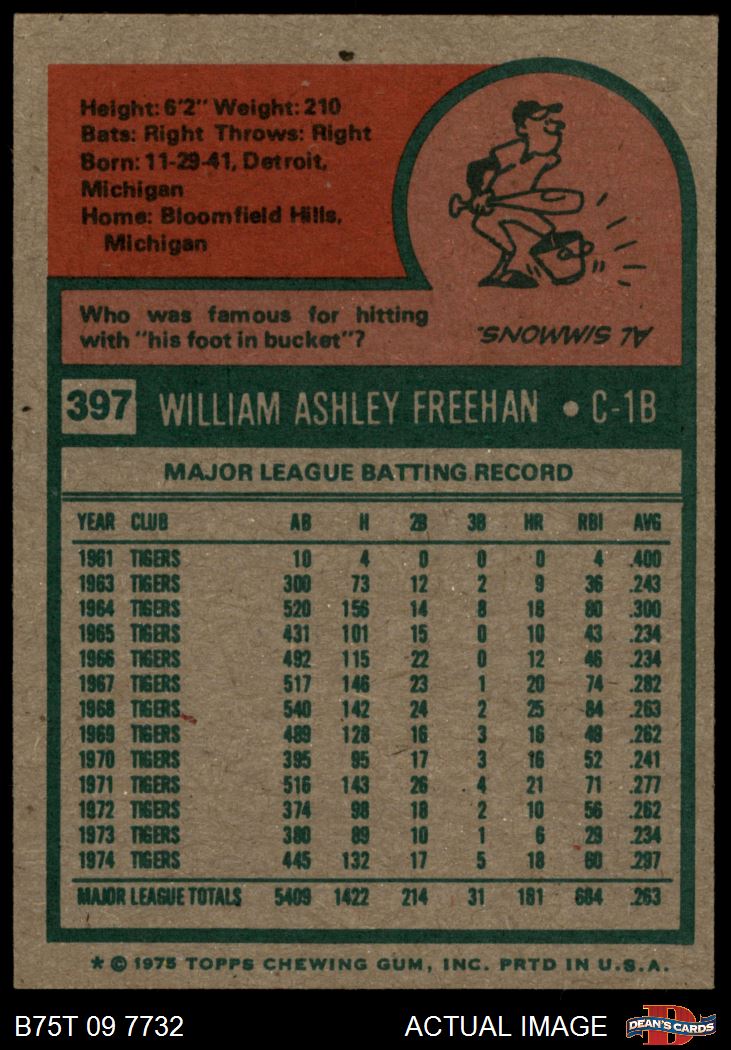 Height: 6'2" Weight: 210
Bats: Right Throws: Right
Born: 11-29-41, Detroit,
Michigan
Home: Bloomfield Hills,
Michigan
Who was famous for hitting
with "his foot in bucket"?
AL SIMMONS.
397 WILLIAM ASHLEY FREEHAN • C-1B
MAJOR LEAGUE BATTING RECORD
YEAR CLUB AB H 2B 3B HR RBI AVG
1961 TIGERS 10 4 0 0 0 4 .400
1963 TIGERS 300 73 12 2 9 36 .243
1964 TIGERS 520 156 14 8 18 80 .300
1965 TIGERS 431 101 15 0 10 43 .234
1966 TIGERS 492 115 22 0 12 46 .234
1967 TIGERS 517 146 23 1 20 74 .282
1968 TIGERS 540 142 24 2 25 84 .263
1969 TIGERS 489 128 16 3 16 49 .262
1970 TIGERS 395 95 17 3 16 52 .241
1971 TIGERS 516 143 26 4 21 71 .277
1972 TIGERS 374 98 18 2 10 56 .262
1973 TIGERS 380 89 10 1 6 29 .234
1974 TIGERS 445 132 17 5 18 60 .297
MAJOR LEAGUE TOTALS 5409 1422 214 31 181 684 .263
* © 1975 TOPPS CHEWING GUM, INC. PRTD IN U.S.A.
B75T 09 7732 ACTUAL IMAGE DEAN'S CARDS